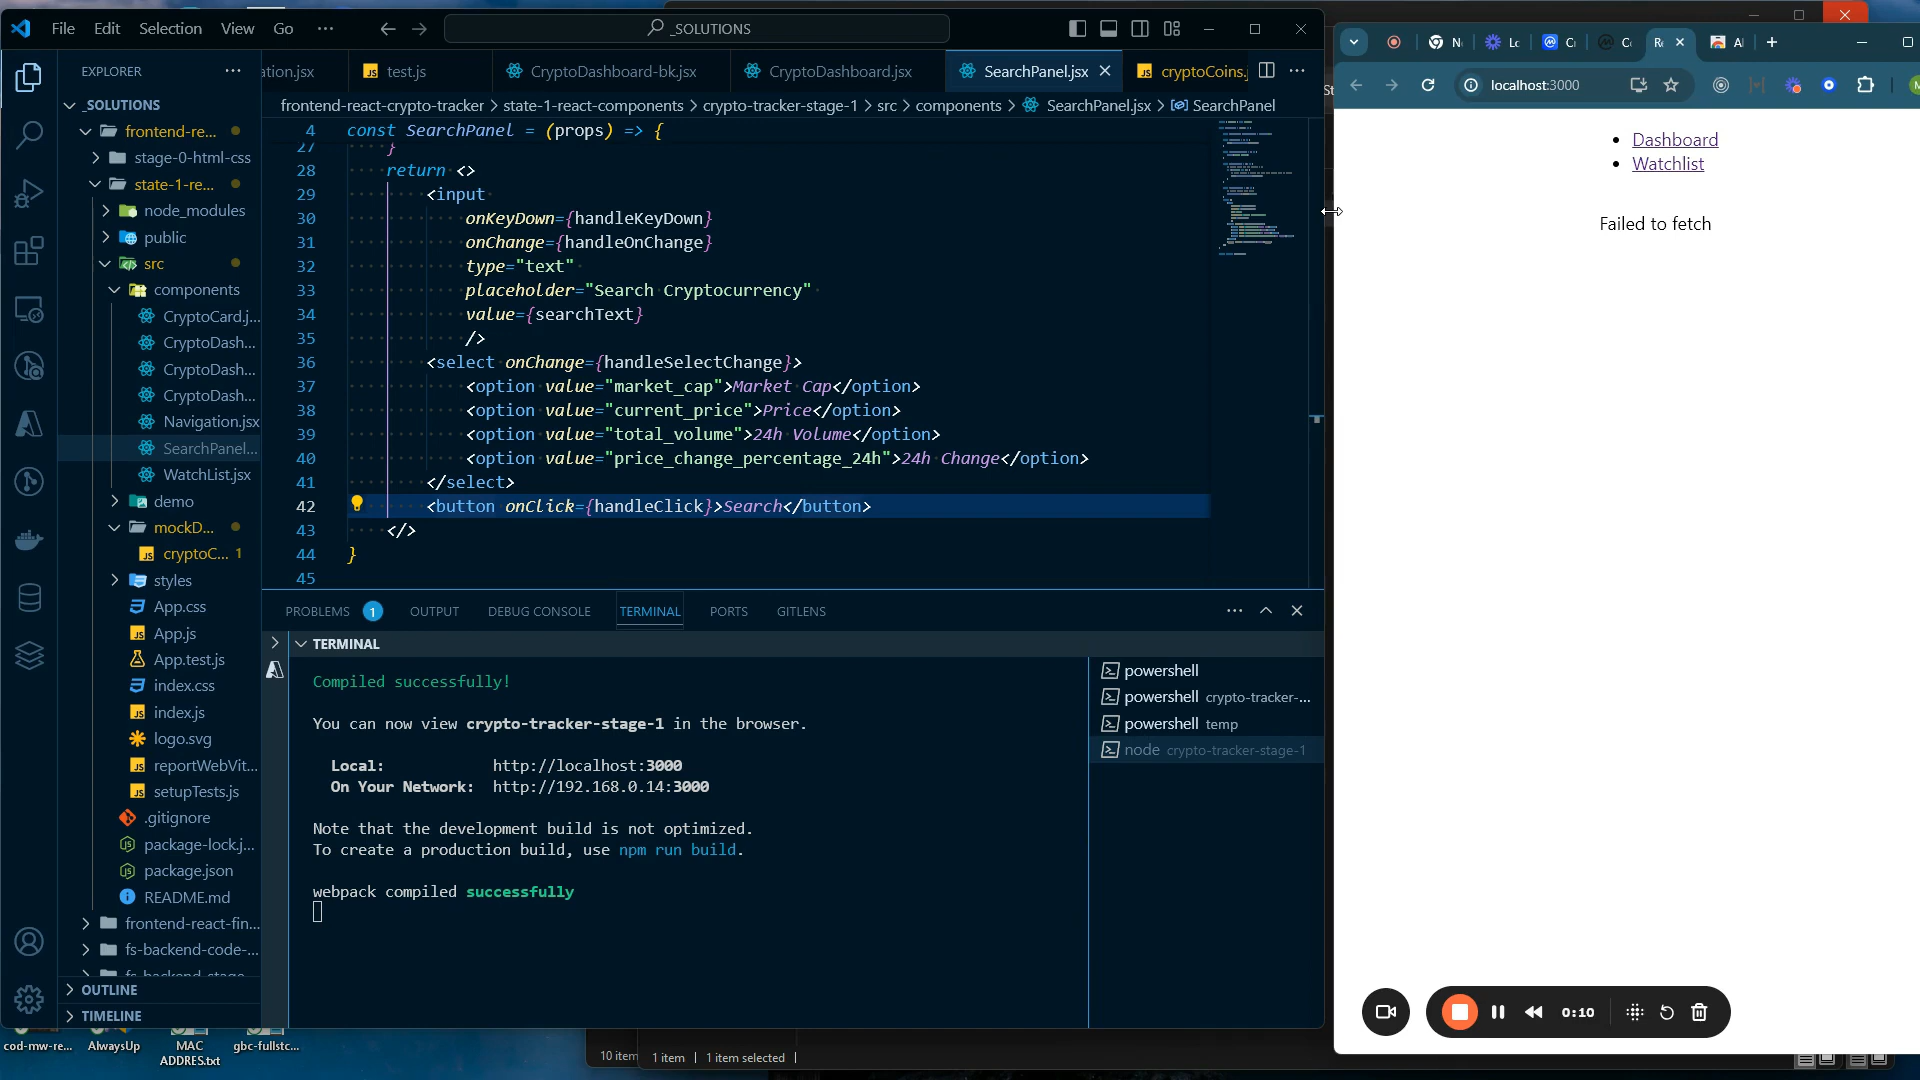 File Edit Selection View Go ··· _SOLUTIONS
EXPLORER ···
_SOLUTIONS
frontend-re...
stage-0-html-css
state-1-re...
node_modules
public
src
components
CryptoCard.j...
CryptoDash...
CryptoDash...
CryptoDash...
Navigation.jsx
SearchPanel...
WatchList.jsx
demo
mockD...
cryptoC... 1
styles
App.css
App.js
App.test.js
index.css
index.js
logo.svg
reportWebVit...
setupTests.js
.gitignore
package-lock.j...
package.json
README.md
frontend-react-fin...
fs-backend-code-...
fs-backend-stage
OUTLINE
TIMELINE
ation.jsx test.js CryptoDashboard-bk.jsx CryptoDashboard.jsx SearchPanel.jsx cryptoCoins.j
frontend-react-crypto-tracker > state-1-react-components > crypto-tracker-stage-1 > src > components > SearchPanel.jsx > SearchPanel
4 const SearchPanel = (props) => {
27 }
28 return <>
29 <input
30 onKeyDown={handleKeyDown}
31 onChange={handleOnChange}
32 type="text"
33 placeholder="Search Cryptocurrency"
34 value={searchText}
35 />
36 <select onChange={handleSelectChange}>
37 <option value="market_cap">Market Cap</option>
38 <option value="current_price">Price</option>
39 <option value="total_volume">24h Volume</option>
40 <option value="price_change_percentage_24h">24h Change</option>
41 </select>
42 <button onClick={handleClick}>Search</button>
43 </>
44 }
45
PROBLEMS 1 OUTPUT DEBUG CONSOLE TERMINAL PORTS GITLENS
TERMINAL
Compiled successfully!
You can now view crypto-tracker-stage-1 in the browser.
Local: http://localhost:3000
On Your Network: http://192.168.0.14:3000
Note that the development build is not optimized.
To create a production build, use npm run build.
webpack compiled successfully
powershell
powershell crypto-tracker-...
powershell temp
node crypto-tracker-stage-1
localhost:3000
Dashboard
Watchlist
Failed to fetch
0:10
cod-mw-re...
AlwaysUp
MAC
ADDRES.txt
gbc-fullstc...
10 item
1 item
1 item selected